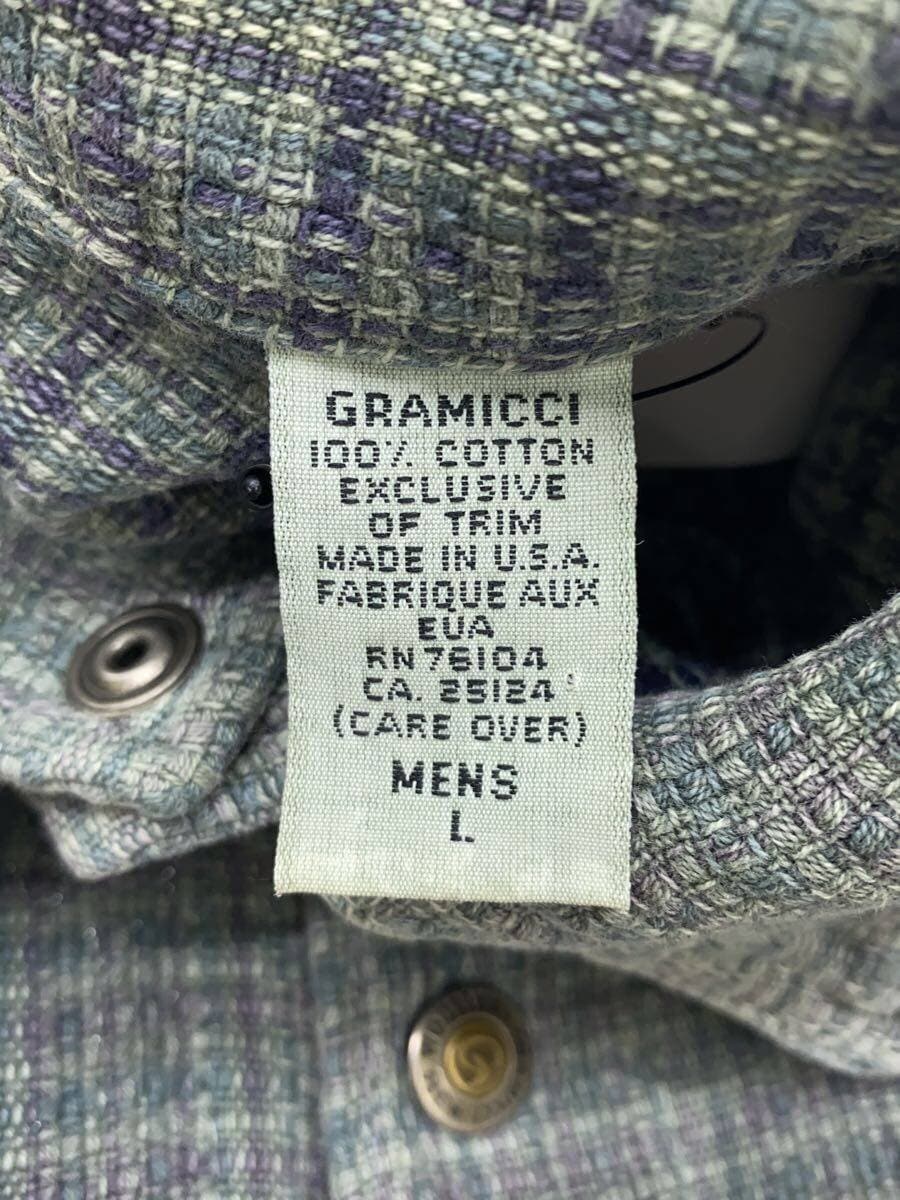 GRAMICCI
100% COTTON
EXCLUSIVE
OF TRIM
MADE IN U.S.A.
FABRIQUE AUX
EUA
RN 76104
CA. 25124
(CARE OVER)
MENS
L